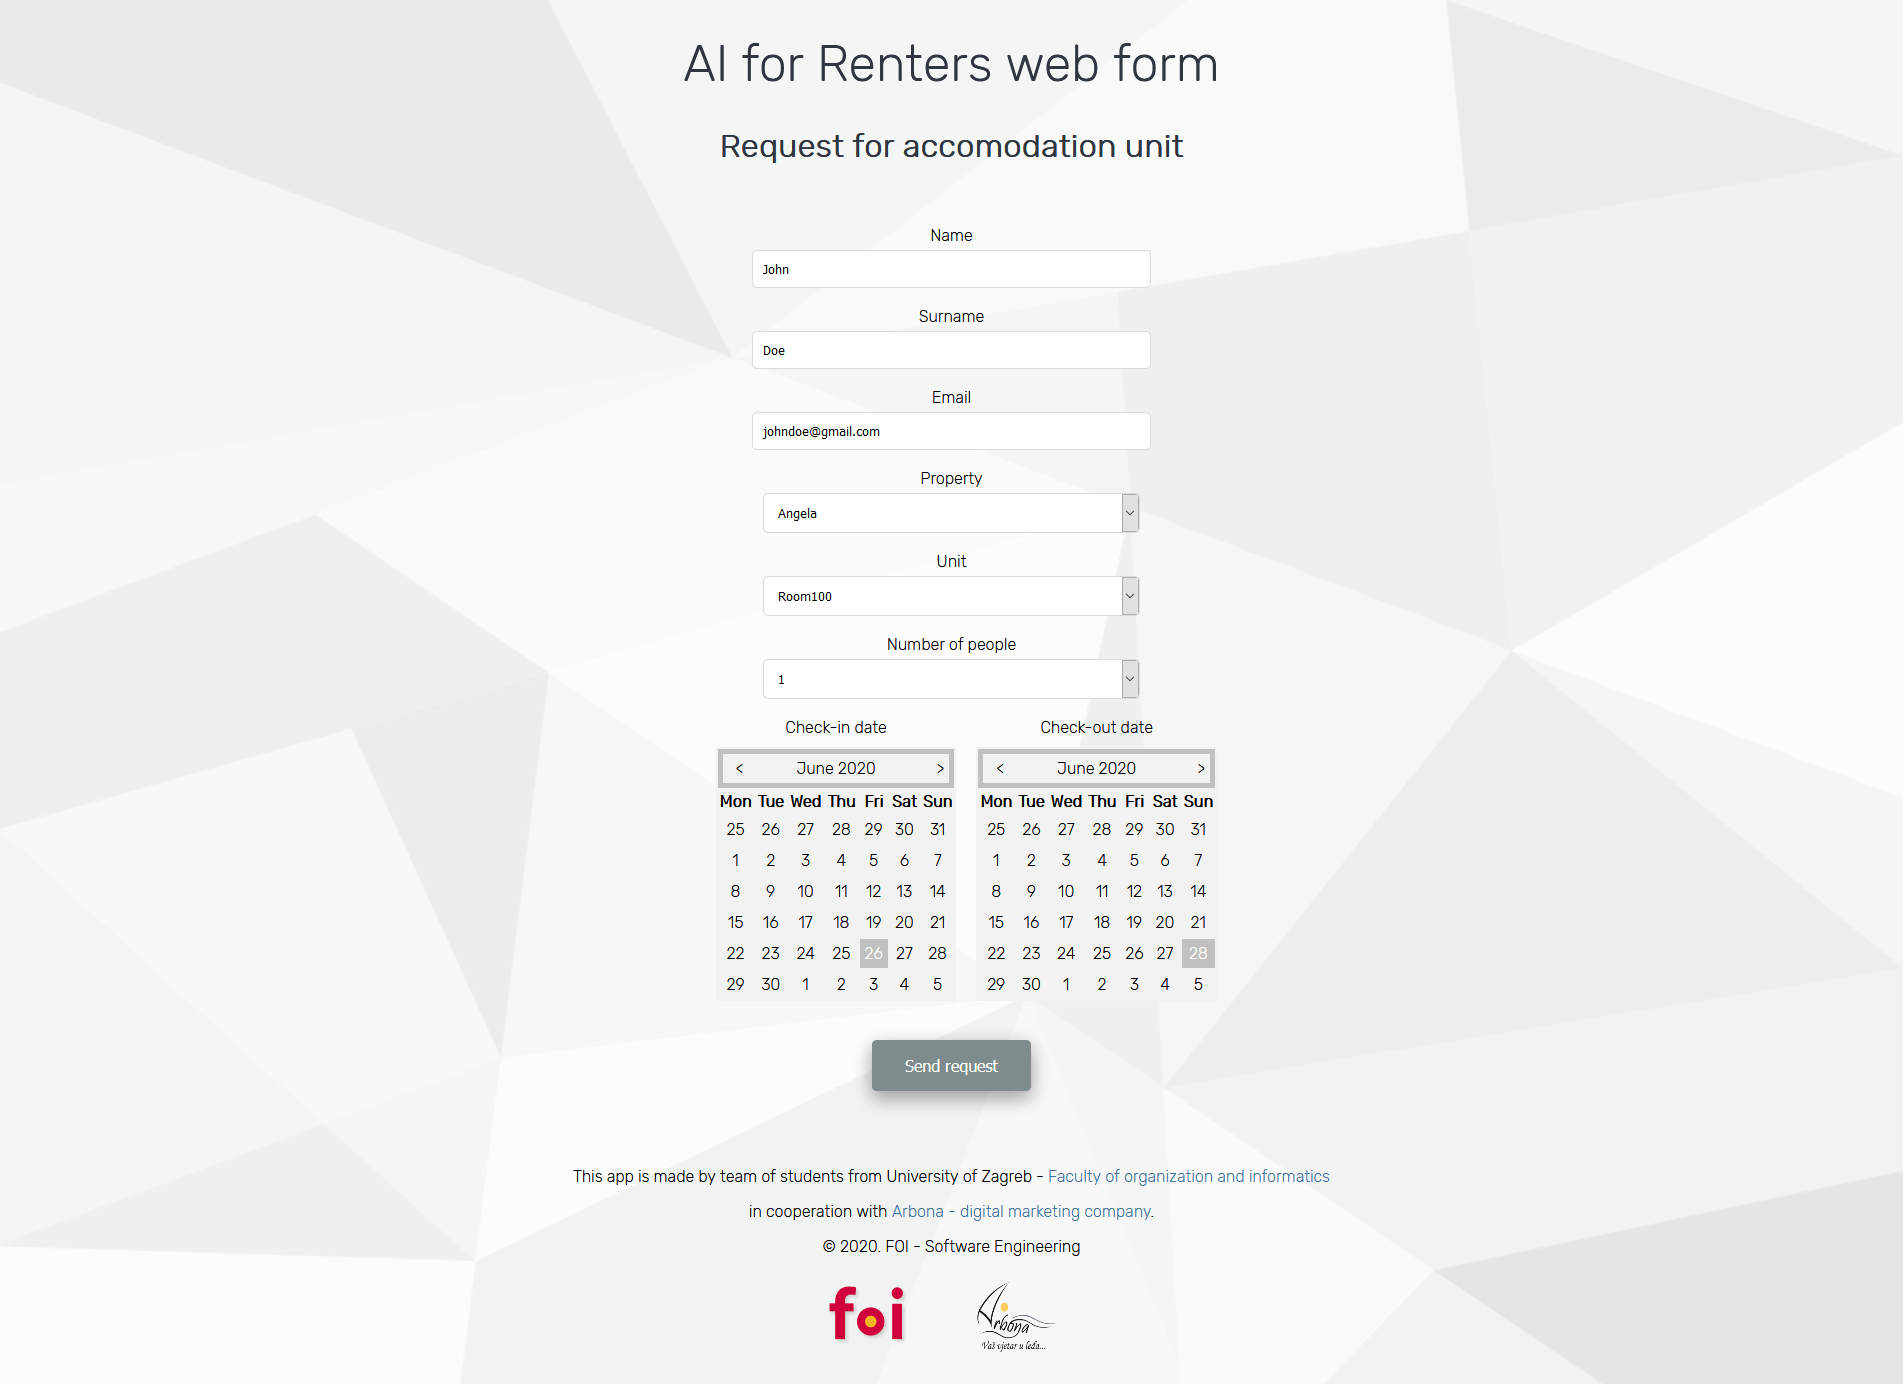 AI for Renters web form
Request for accomodation unit
Name
John
Surname
Doe
Email
johndoe@gmail.com
Property
Angela
Unit
Room100
Number of people
1
Check-in date
< June 2020 >
Mon Tue Wed Thu Fri Sat Sun
25 26 27 28 29 30 31
1 2 3 4 5 6 7
8 9 10 11 12 13 14
15 16 17 18 19 20 21
22 23 24 25 26 27 28
29 30 1 2 3 4 5
Check-out date
< June 2020 >
Mon Tue Wed Thu Fri Sat Sun
25 26 27 28 29 30 31
1 2 3 4 5 6 7
8 9 10 11 12 13 14
15 16 17 18 19 20 21
22 23 24 25 26 27 28
29 30 1 2 3 4 5
Send request
This app is made by team of students from University of Zagreb - Faculty of organization and informatics
in cooperation with Arbona - digital marketing company.
© 2020. FOI - Software Engineering
foi
Arbona
Vaš vjetar u leđa...